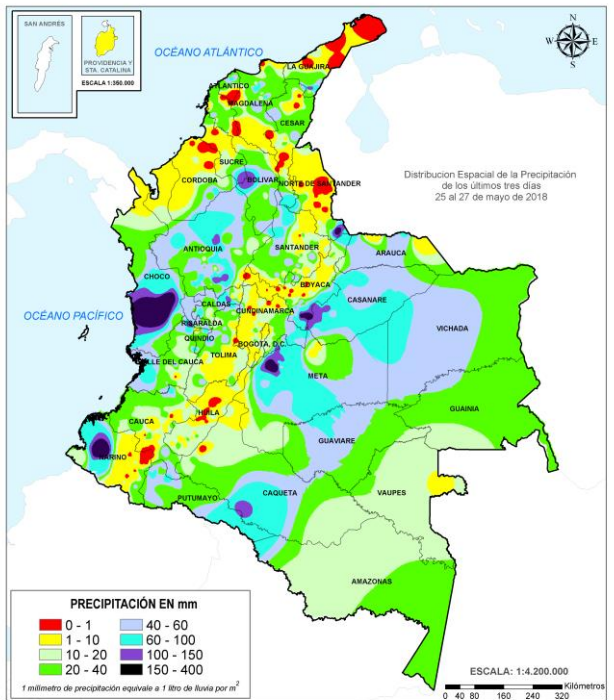 SAN ANDRÉS
PROVIDENCIA Y
STA. CATALINA
ESCALA 1:350.000
OCÉANO ATLÁNTICO
N
W E
S
LA GUAJIRA
ATLÁNTICO
MAGDALENA
CESAR
Distribucion Espacial de la Precipitación
de los últimos tres días
25 al 27 de mayo de 2018
SUCRE
CORDOBA
BOLIVAR
NORTE DE SANTANDER
ANTIOQUIA
SANTANDER
ARAUCA
CHOCO
BOYACA
CASANARE
OCÉANO PACÍFICO
CALDAS
CUNDINAMARCA
VICHADA
RISARALDA
QUINDIO
BOGOTA, D.C.
TOLIMA
VALLE DEL CAUCA
META
GUAINIA
CAUCA
HUILA
GUAVIARE
NARIÑO
PUTUMAYO
CAQUETA
VAUPES
AMAZONAS
PRECIPITACIÓN EN mm
0 - 1 40 - 60
1 - 10 60 - 100
10 - 20 100 - 150
20 - 40 150 - 400
1 milimetro de precipitación equivale a 1 litro de lluvia por m2
ESCALA: 1:4.200.000
Kilómetros
0 40 80 160 240 320